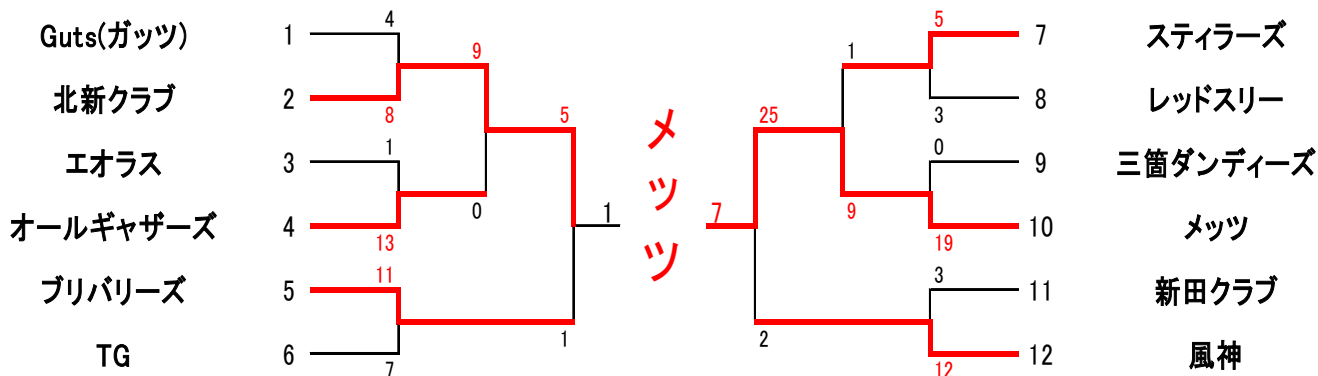 4
5
Guts(ガッツ) 1 9 1 7 スティラーズ
北新クラブ 2 8 5 メッツ 25 3 8 レッドスリー
エオラス 3 1 0 9 三箇ダンディーズ
オールギャザーズ 4 13 0 1 7 9 19 10 メッツ
ブリバリーズ 5 11 3 11 新田クラブ
TG 6 7 1 2 12 12 風神